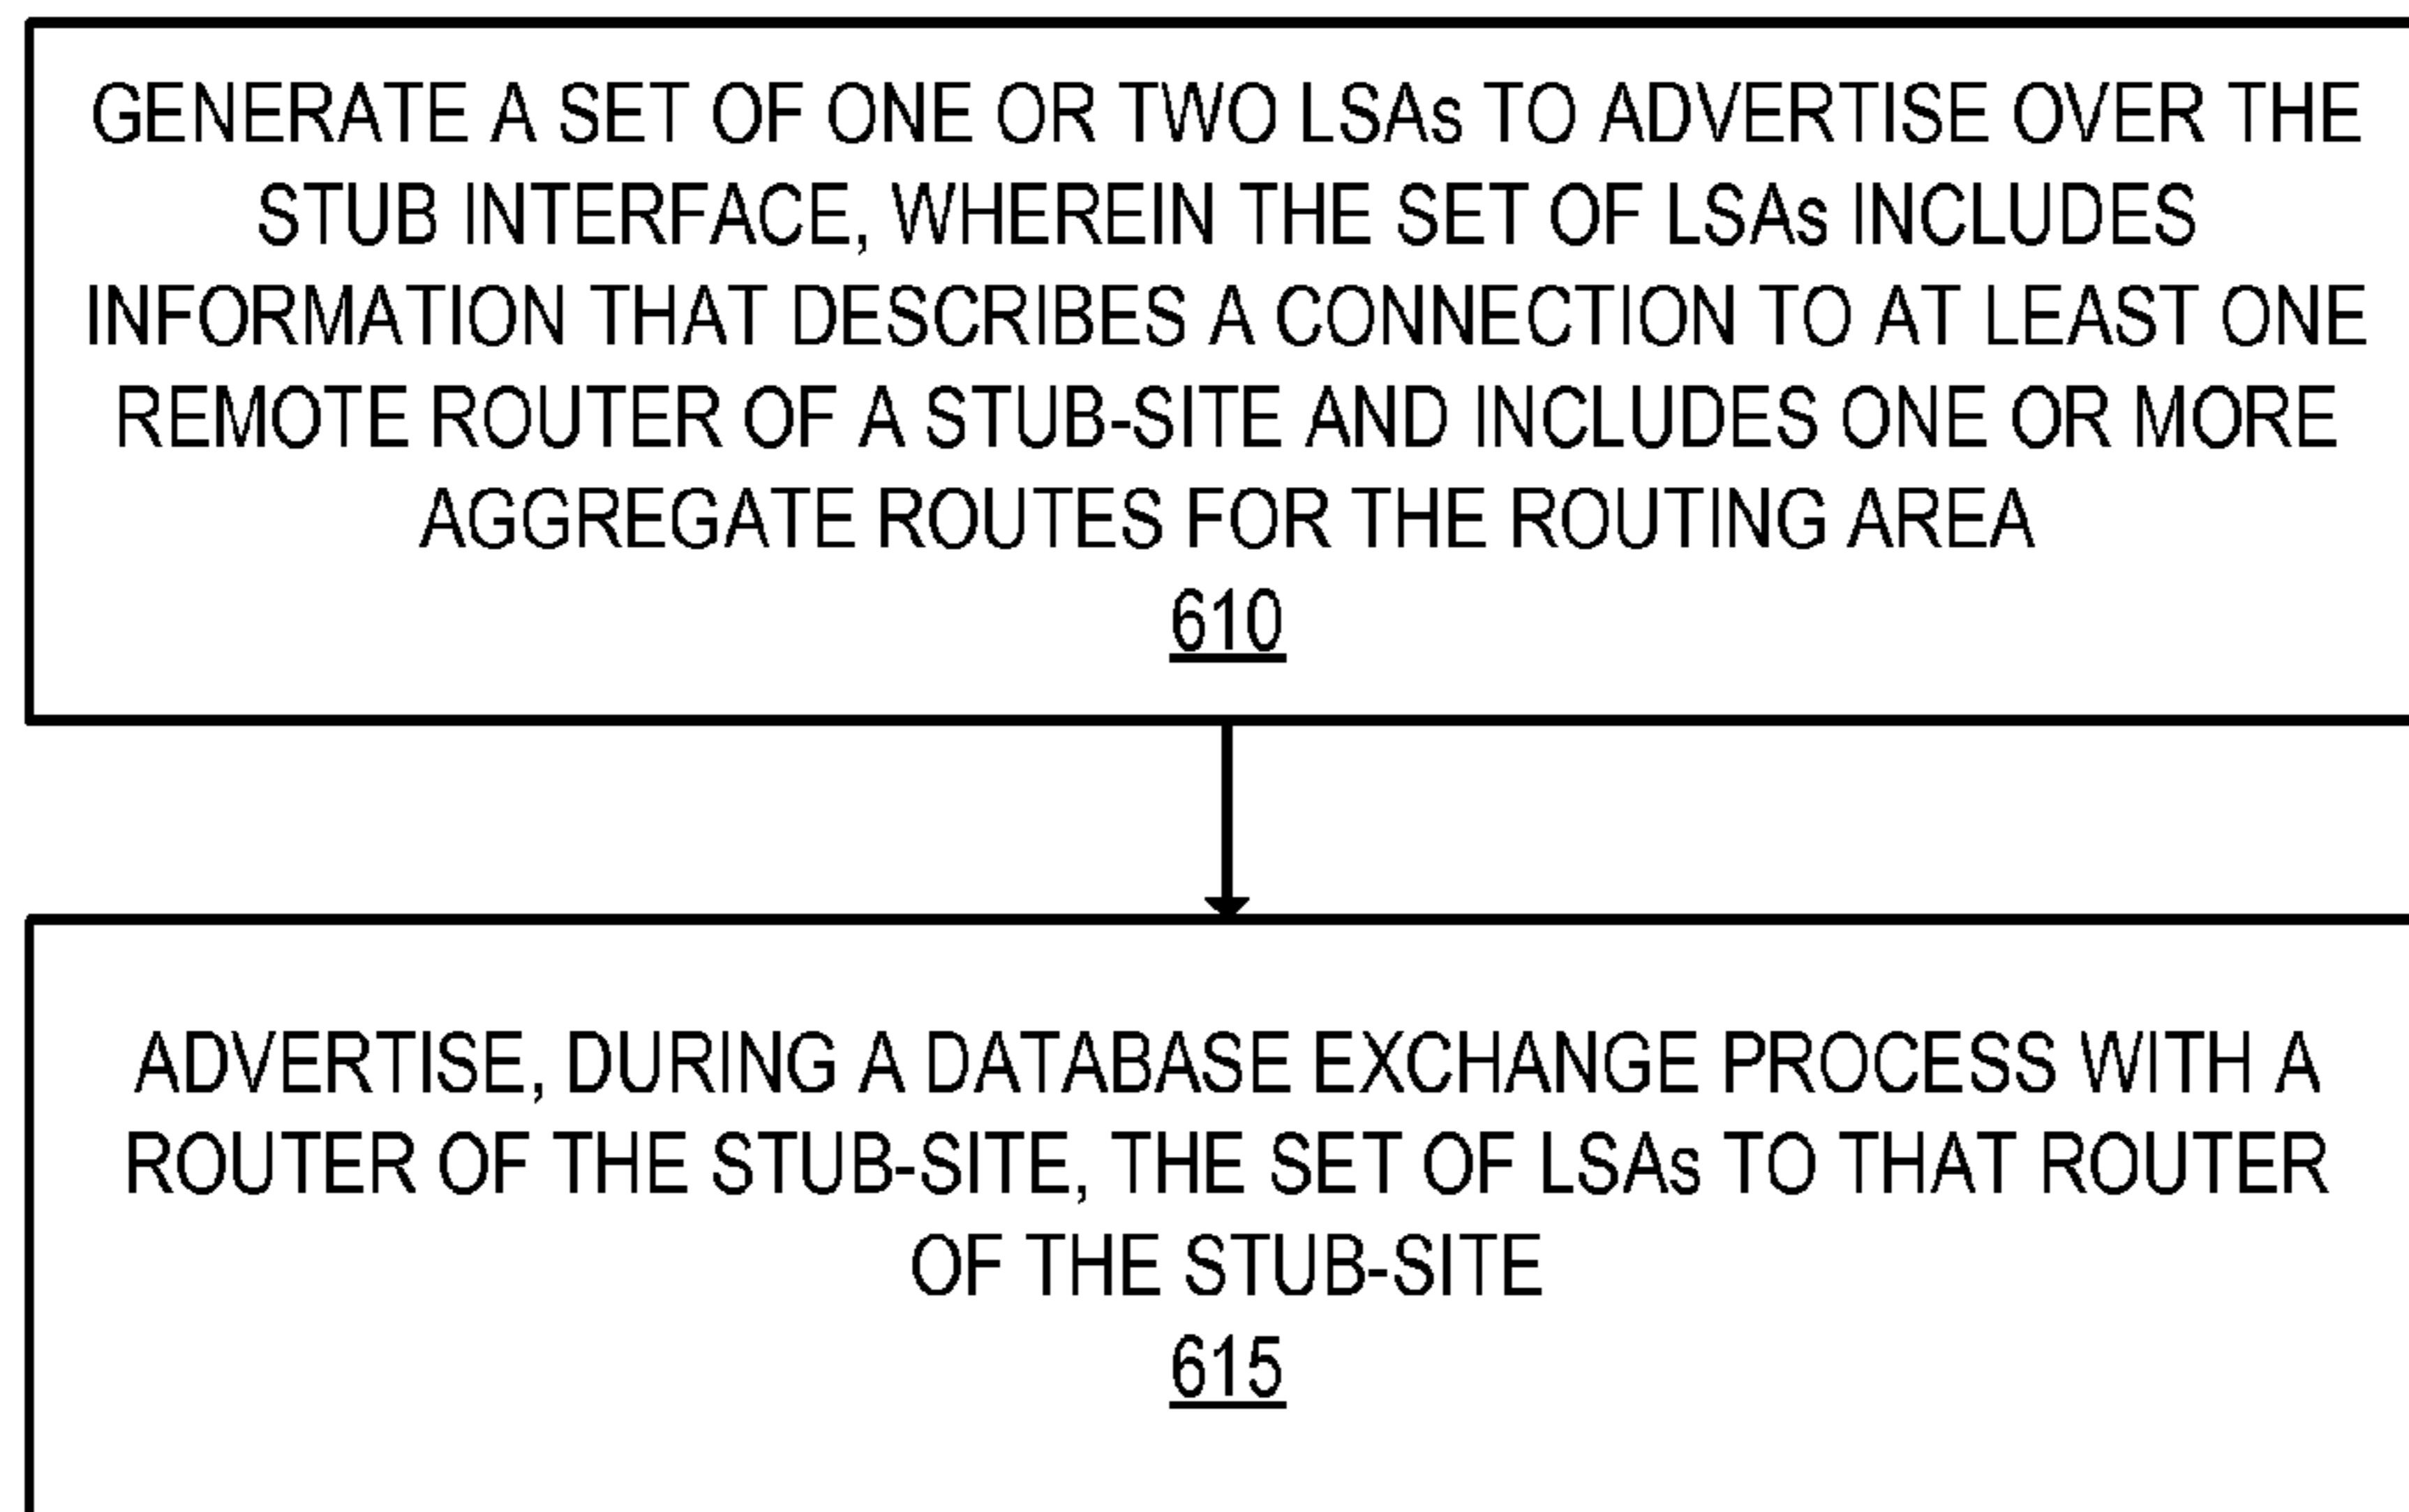 GENERATE A SET OF ONE OR TWO LSAs TO ADVERTISE OVER THE
STUB INTERFACE, WHEREIN THE SET OF LSAs INCLUDES
INFORMATION THAT DESCRIBES A CONNECTION TO AT LEAST ONE
REMOTE ROUTER OF A STUB-SITE AND INCLUDES ONE OR MORE
AGGREGATE ROUTES FOR THE ROUTING AREA
610
ADVERTISE, DURING A DATABASE EXCHANGE PROCESS WITH A
ROUTER OF THE STUB-SITE, THE SET OF LSAs TO THAT ROUTER
OF THE STUB-SITE
615